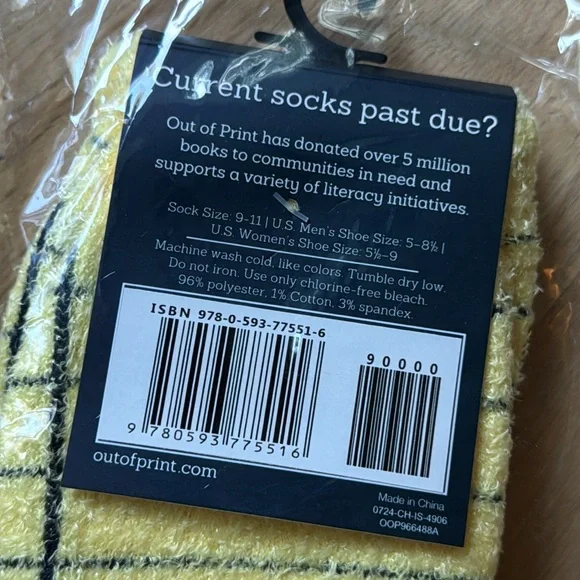 Current socks past due?
Out of Print has donated over 5 million
books to communities in need and
supports a variety of literacy initiatives.
Sock Size: 9-11 | U.S. Men's Shoe Size: 5-8½ |
U.S. Women's Shoe Size: 5½-9
Machine wash cold, like colors. Tumble dry low.
Do not iron. Use only chlorine-free bleach.
96% polyester, 1% Cotton, 3% spandex.
ISBN 978-0-593-77551-6
90000
9 780593 775516
outofprint.com
Made in China
0724-CH-IS-4906
OOP966488A